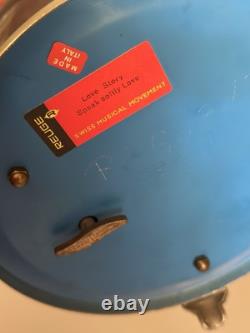 MADE
IN
ITALY
Love Story
Speak softly Love
REUGE
SWISS MUSICAL MOVEMENT